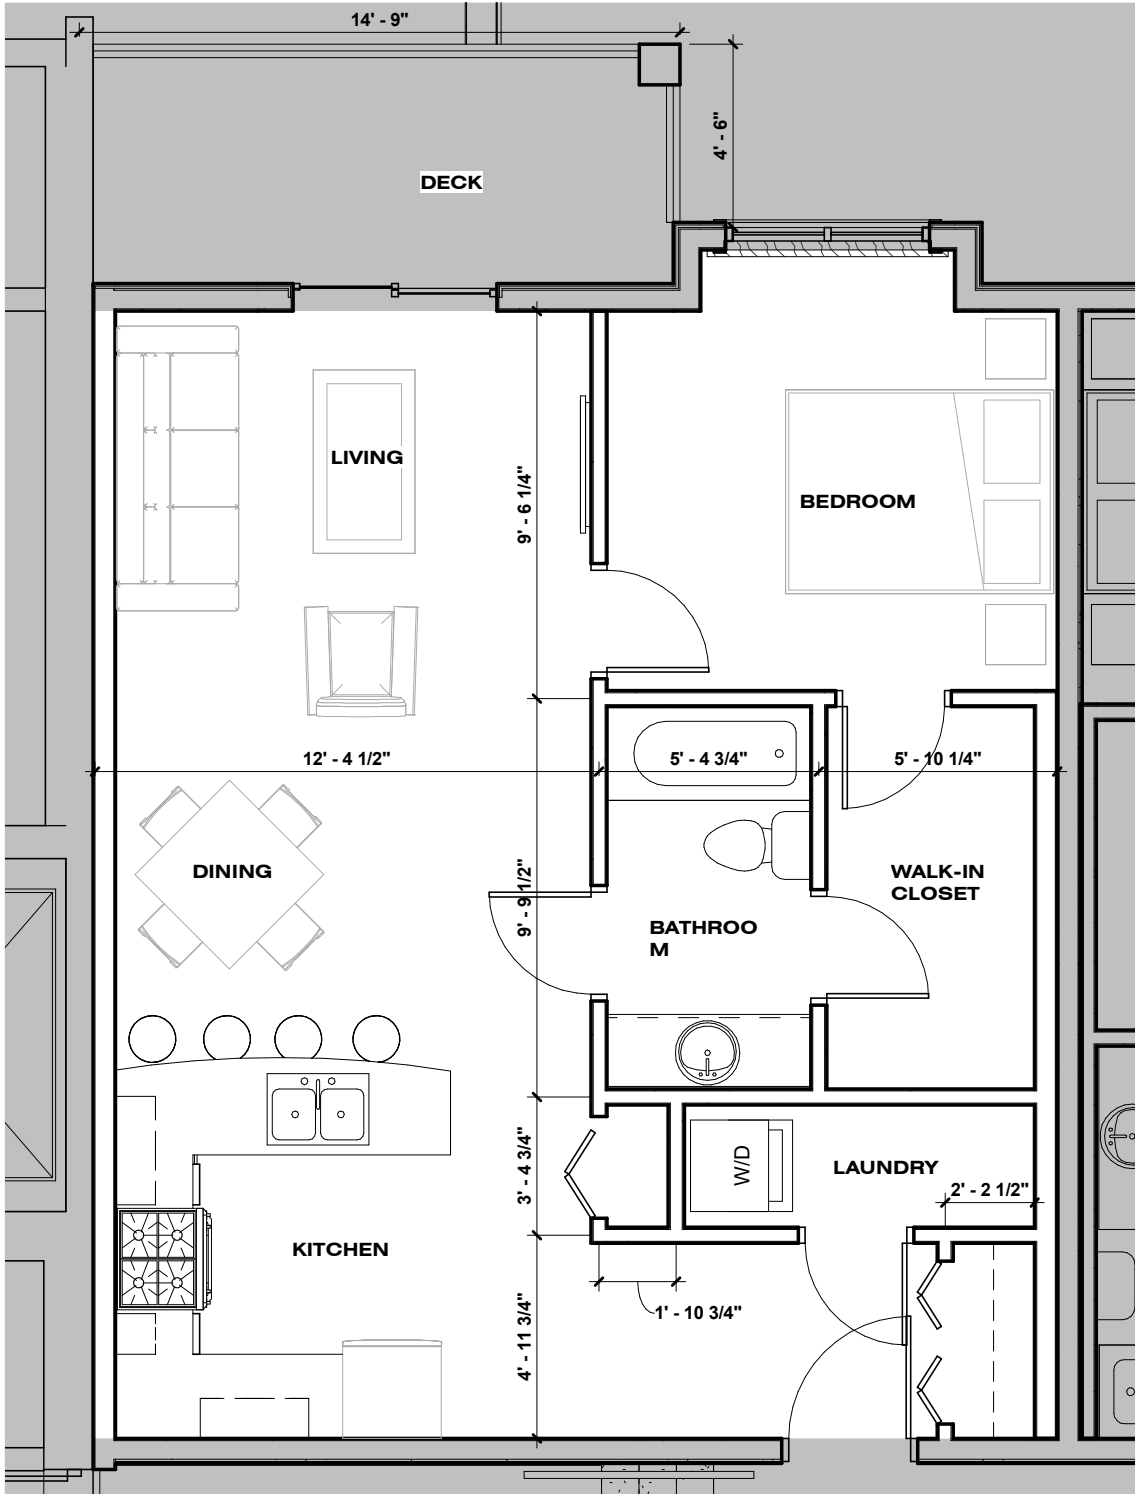 14' - 9"
4' - 6"
DECK
LIVING
9' - 6 1/4"
BEDROOM
12' - 4 1/2"
5' - 4 3/4"
5' - 10 1/4"
DINING
9' - 9 1/2"
WALK-IN
CLOSET
BATHROO
M
3' - 4 3/4"
W/D
LAUNDRY
2' - 2 1/2"
KITCHEN
1' - 10 3/4"
4' - 11 3/4"